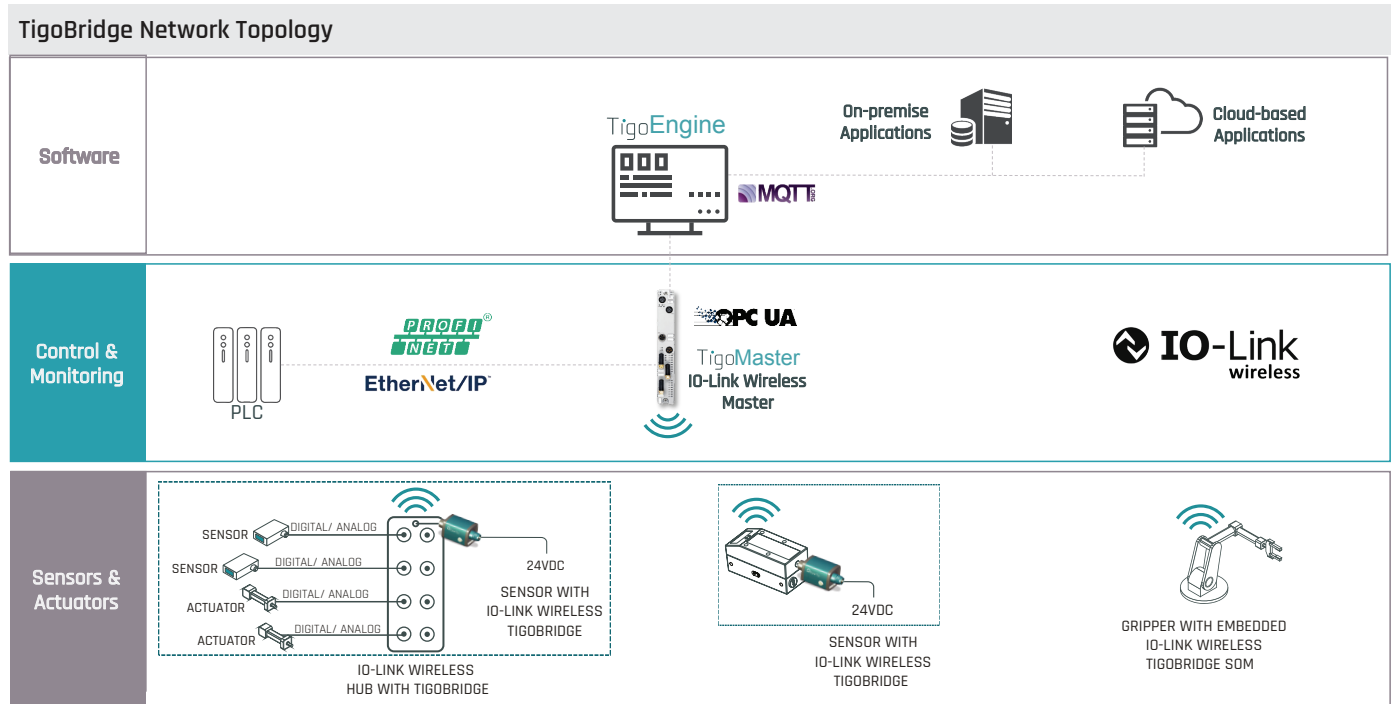 TigoBridge Network Topology
Software
TigoEngine
MQTT.ORG
On-premise
Applications
Cloud-based
Applications
Control &
Monitoring
PLC
PROFI®
NET
EtherNet/IP™
OPC UA
TigoMaster
IO-Link Wireless
Master
IO-Link
wireless
Sensors &
Actuators
SENSOR
DIGITAL/ ANALOG
SENSOR
DIGITAL/ ANALOG
ACTUATOR
DIGITAL/ ANALOG
ACTUATOR
DIGITAL/ ANALOG
24VDC
SENSOR WITH
IO-LINK WIRELESS
TIGOBRIDGE
IO-LINK WIRELESS
HUB WITH TIGOBRIDGE
24VDC
SENSOR WITH
IO-LINK WIRELESS
TIGOBRIDGE
GRIPPER WITH EMBEDDED
IO-LINK WIRELESS
TIGOBRIDGE SOM